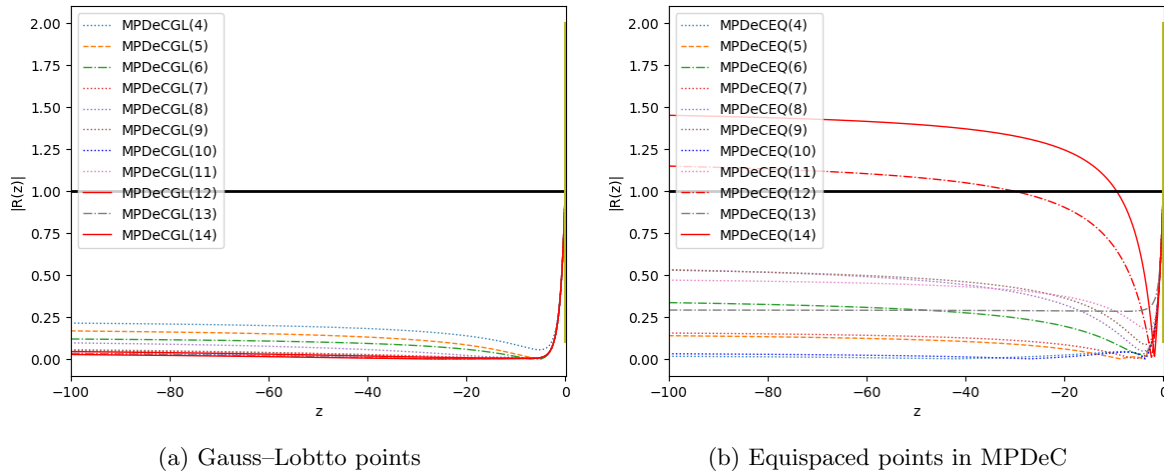 2.00
1.75
1.50
1.25
1.00
0.75
0.50
0.25
0.00
|R(z)|
MPDeCGL(4)
MPDeCGL(5)
MPDeCGL(6)
MPDeCGL(7)
MPDeCGL(8)
MPDeCGL(9)
MPDeCGL(10)
MPDeCGL(11)
MPDeCGL(12)
MPDeCGL(13)
MPDeCGL(14)
−100 −80 −60 −40 −20 0
z
(a) Gauss–Lobtto points
2.00
1.75
1.50
1.25
1.00
0.75
0.50
0.25
0.00
|R(z)|
MPDeCEQ(4)
MPDeCEQ(5)
MPDeCEQ(6)
MPDeCEQ(7)
MPDeCEQ(8)
MPDeCEQ(9)
MPDeCEQ(10)
MPDeCEQ(11)
MPDeCEQ(12)
MPDeCEQ(13)
MPDeCEQ(14)
−100 −80 −60 −40 −20 0
z
(b) Equispaced points in MPDeC